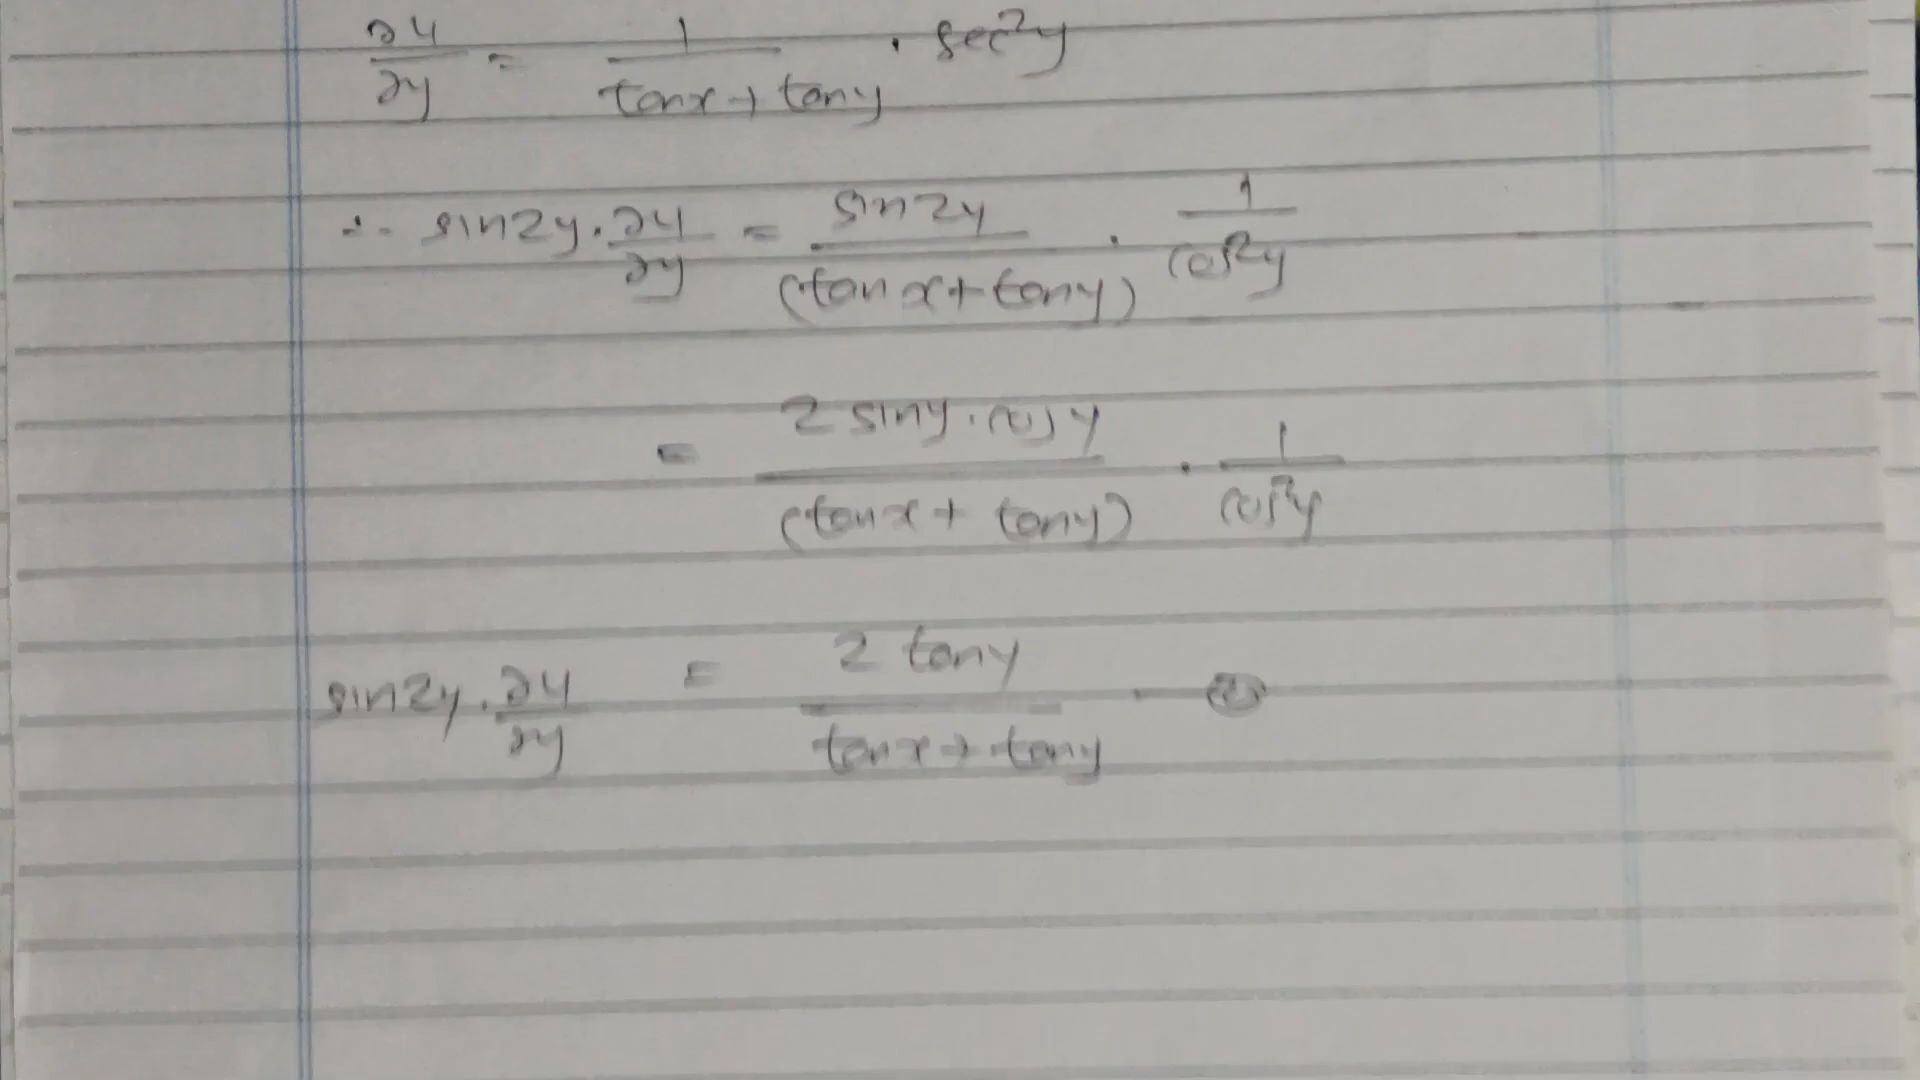 ∂u/∂y = 1/(tanx + tany) · sec²y
∴ sin2y · ∂u/∂y = sin2y/(tanx + tany) · 1/cos²y
= 2 siny · cosy/(tanx + tany) · 1/cos²y
sin2y · ∂u/∂y = 2 tany/(tanx + tany) · — ②